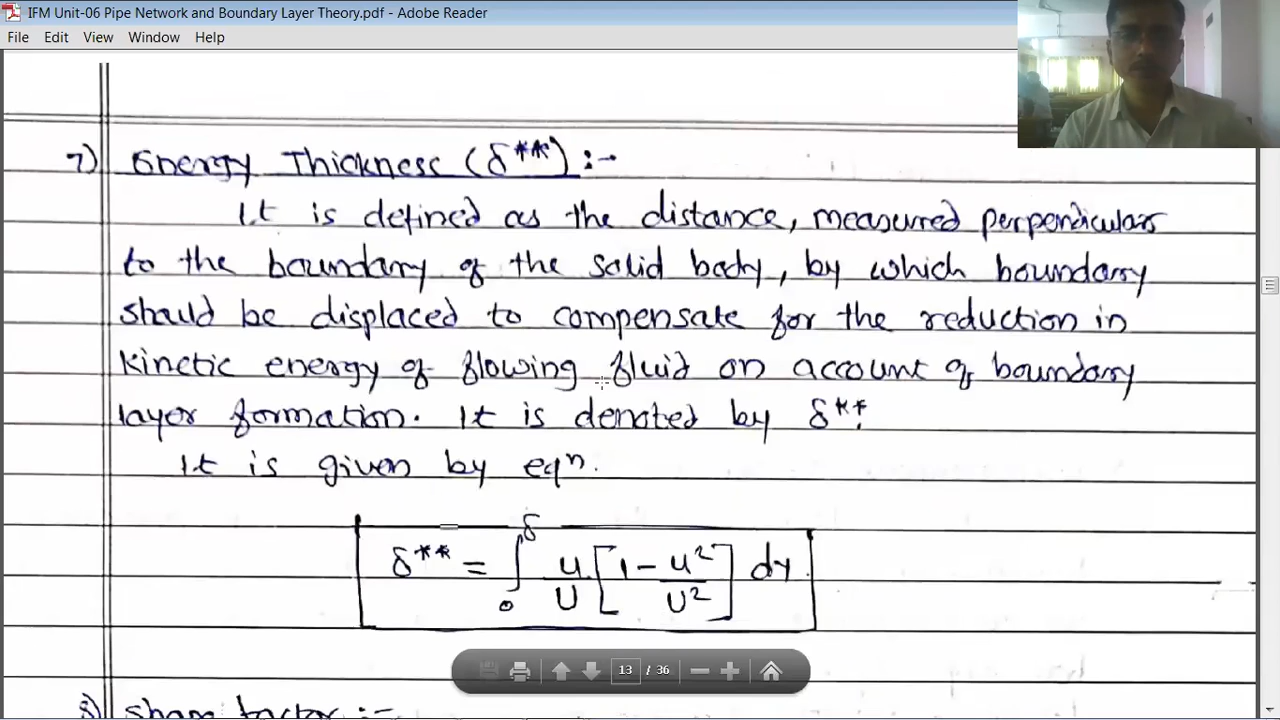 IFM Unit-06 Pipe Network and Boundary Layer Theory.pdf - Adobe Reader
File Edit View Window Help
7) Energy Thickness (δ**) :-
It is defined as the distance, measured perpendicular
to the boundary of the solid body, by which boundary
should be displaced to compensate for the reduction in
kinetic energy of flowing fluid on account of boundary
layer formation. It is denoted by δ**.
It is given by eqn.
δ** = ∫₀^δ u/U [1 - u²/U²] dy
13 / 36
8) shape factor :-